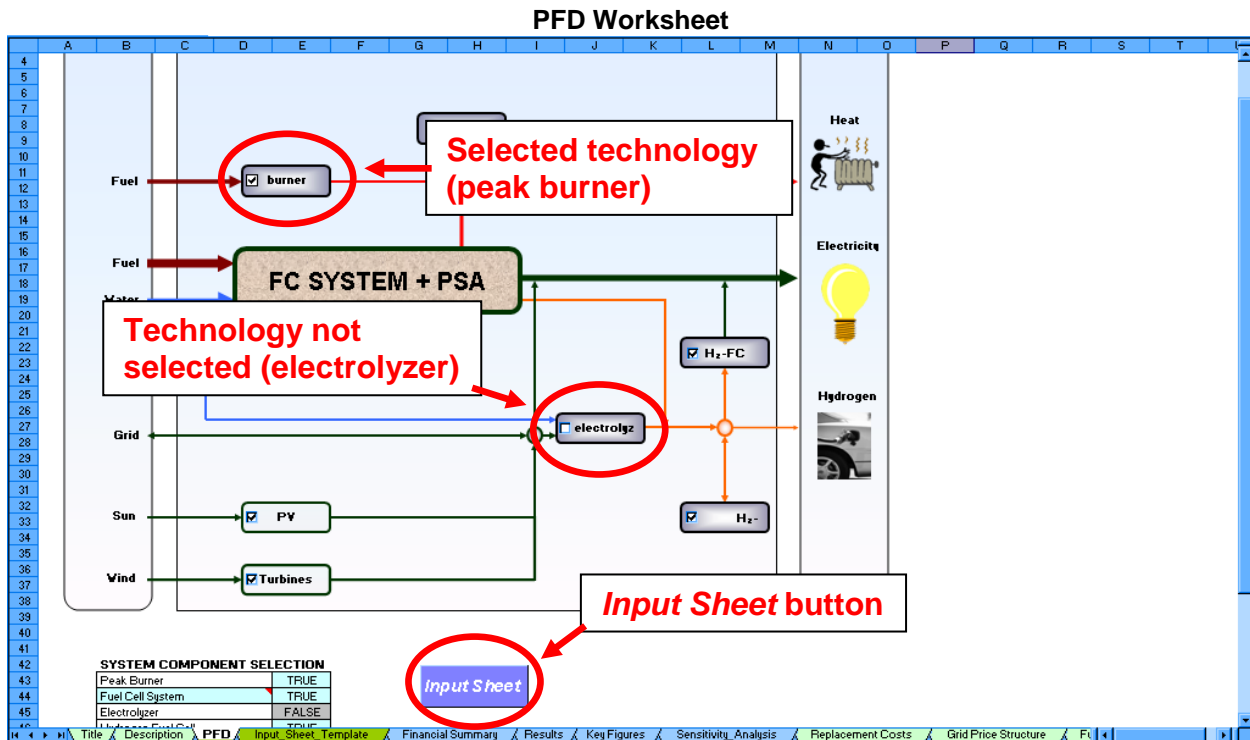 PFD Worksheet
A B C D E F G H I J K L M N O P Q R S T
4
5
6
7
8
9
10
11
12
13
14
15
16
17
18
19
20
21
22
23
24
25
26
27
28
29
30
31
32
33
34
35
36
37
38
39
40
41
42
43
44
45
Heat
Selected technology
(peak burner)
Fuel
burner
Electricity
Fuel
FC SYSTEM + PSA
Water
Technology not
selected (electrolyzer)
H₂-FC
Hydrogen
Grid
electrolyz
Sun
PV
H₂-
Wind
Turbines
Input Sheet button
SYSTEM COMPONENT SELECTION
Peak Burner TRUE
Fuel Cell System TRUE
Electrolyzer FALSE
Input Sheet
Title Description PFD Input_Sheet_Template Financial Summary Results Key Figures Sensitivity_Analysis Replacement Costs Grid Price Structure